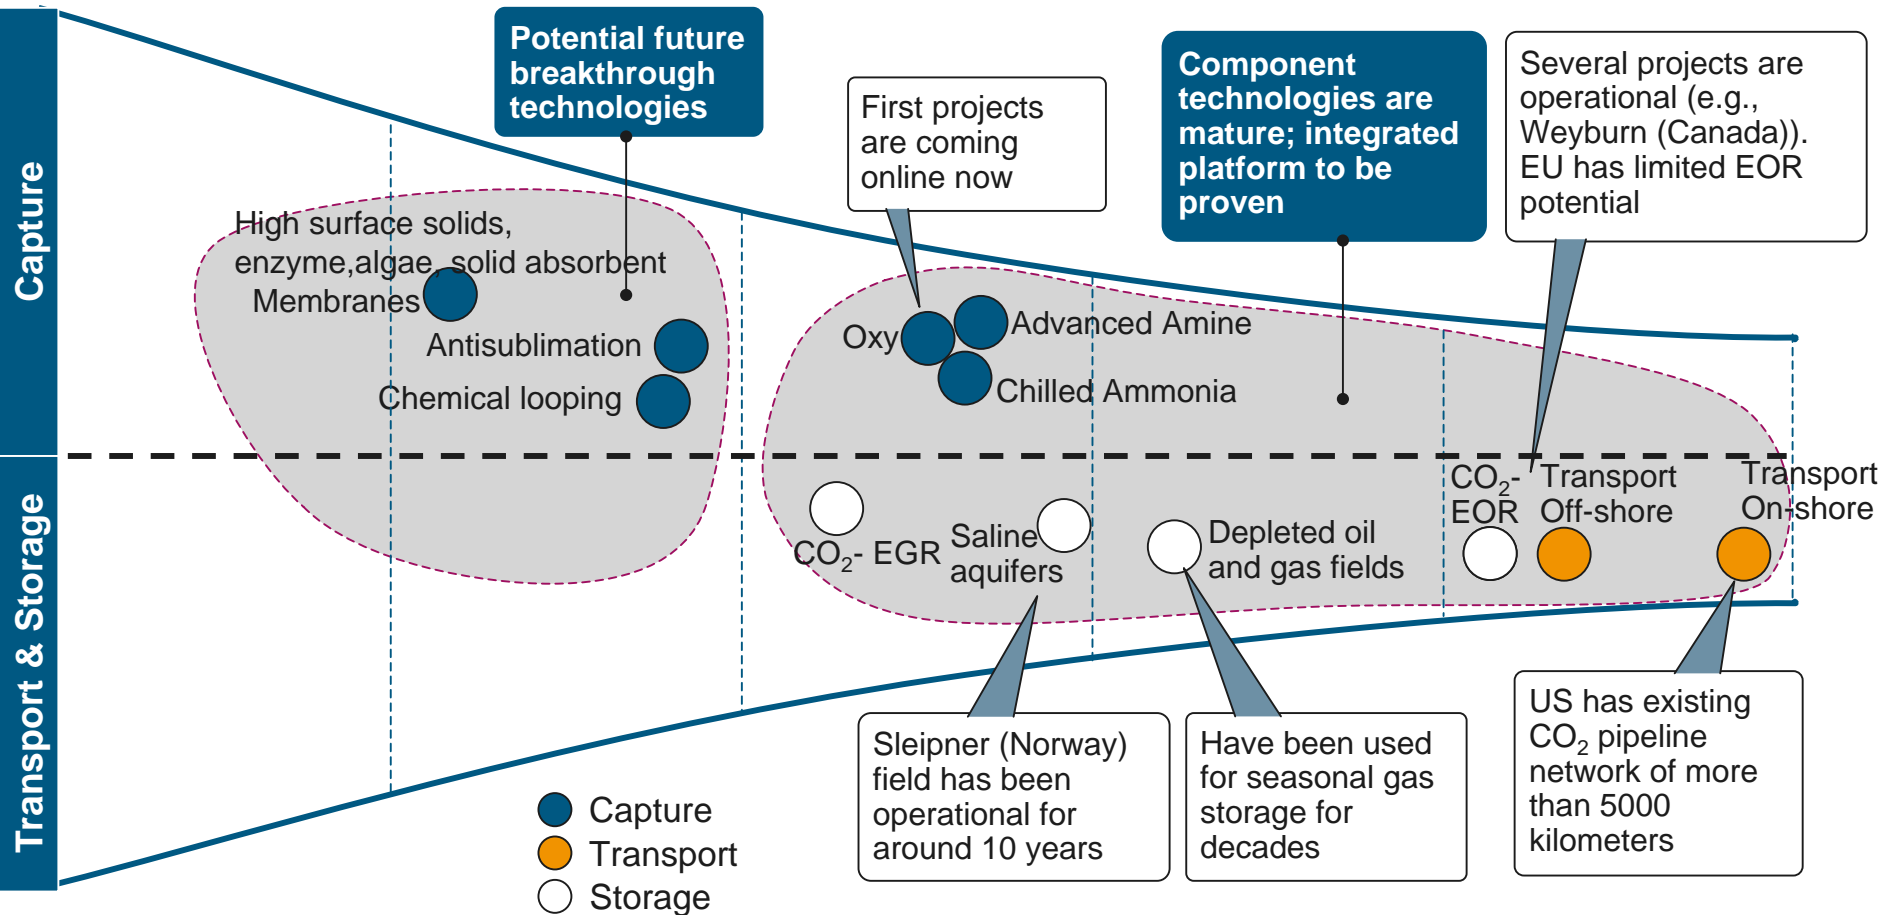 Capture
Transport & Storage
Potential future
breakthrough
technologies
First projects
are coming
online now
Component
technologies are
mature; integrated
platform to be
proven
Several projects are
operational (e.g.,
Weyburn (Canada)).
EU has limited EOR
potential
High surface solids,
enzyme,algae, solid absorbent
Membranes
Antisublimation
Chemical looping
Oxy
Advanced Amine
Chilled Ammonia
CO₂- EGR
Saline
aquifers
Depleted oil
and gas fields
CO₂-
EOR
Transport
Off-shore
Transport
On-shore
Sleipner (Norway)
field has been
operational for
around 10 years
Have been used
for seasonal gas
storage for
decades
US has existing
CO₂ pipeline
network of more
than 5000
kilometers
Capture
Transport
Storage